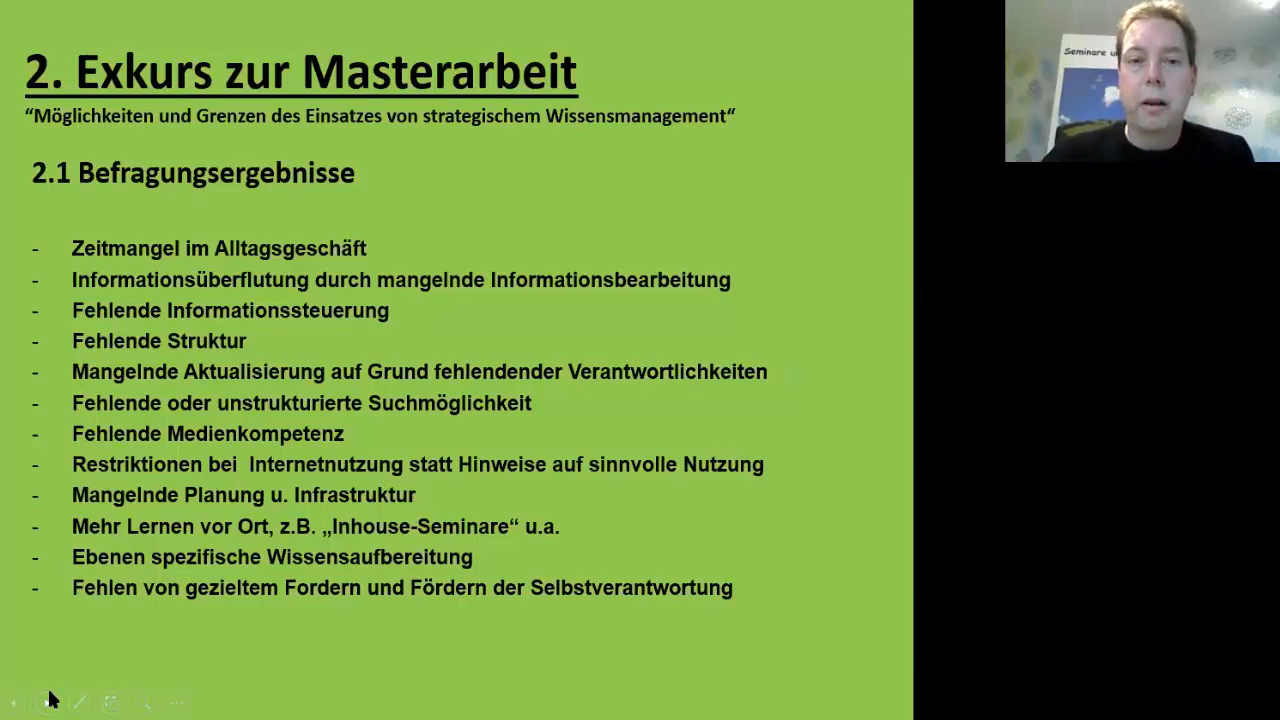 2. Exkurs zur Masterarbeit
“Möglichkeiten und Grenzen des Einsatzes von strategischem Wissensmanagement“
2.1 Befragungsergebnisse
- Zeitmangel im Alltagsgeschäft
- Informationsüberflutung durch mangelnde Informationsbearbeitung
- Fehlende Informationssteuerung
- Fehlende Struktur
- Mangelnde Aktualisierung auf Grund fehlendender Verantwortlichkeiten
- Fehlende oder unstrukturierte Suchmöglichkeit
- Fehlende Medienkompetenz
- Restriktionen bei  Internetnutzung statt Hinweise auf sinnvolle Nutzung
- Mangelnde Planung u. Infrastruktur
- Mehr Lernen vor Ort, z.B. „Inhouse-Seminare“ u.a.
- Ebenen spezifische Wissensaufbereitung
- Fehlen von gezieltem Fordern und Fördern der Selbstverantwortung
Seminare